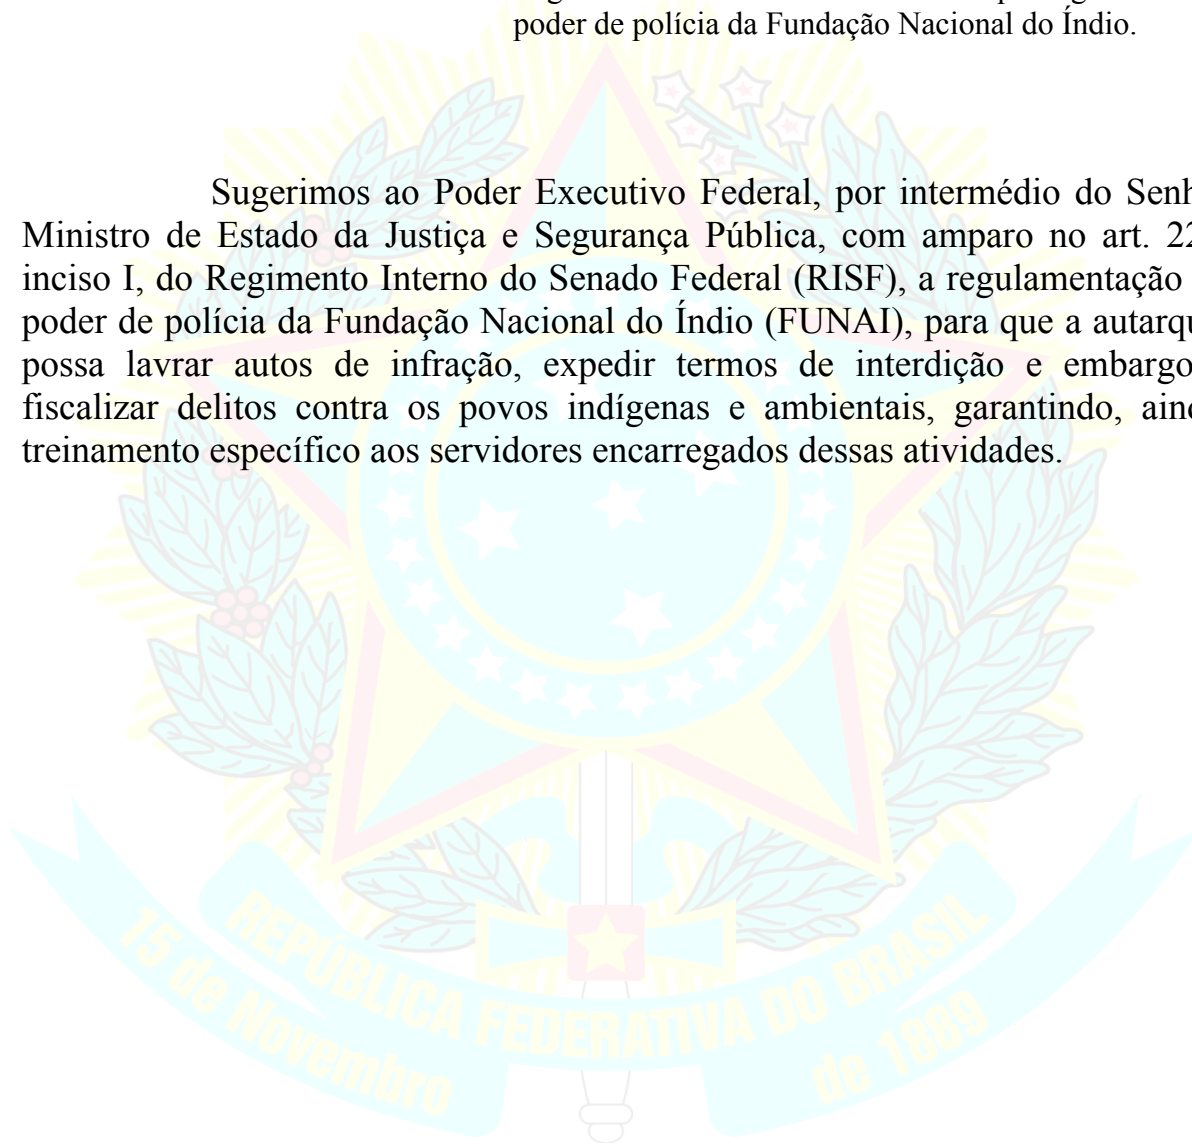 poder de polícia da Fundação Nacional do Índio.
Sugerimos ao Poder Executivo Federal, por intermédio do Senh
Ministro de Estado da Justiça e Segurança Pública, com amparo no art. 22
inciso I, do Regimento Interno do Senado Federal (RISF), a regulamentação
poder de polícia da Fundação Nacional do Índio (FUNAI), para que a autarqu
possa lavrar autos de infração, expedir termos de interdição e embargo
fiscalizar delitos contra os povos indígenas e ambientais, garantindo, aind
treinamento específico aos servidores encarregados dessas atividades.
REPÚBLICA FEDERATIVA DO BRASIL
15 de Novembro de 1889